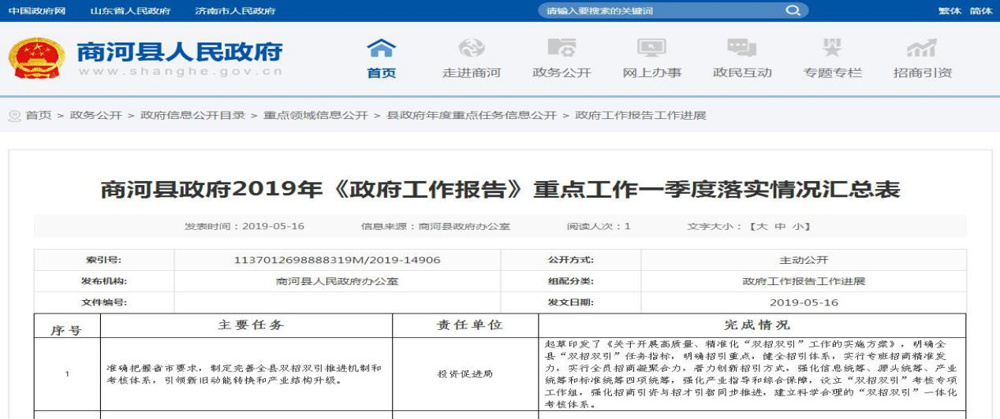 中国政府网 山东省人民政府 济南市人民政府 请输入要搜索的关键词 繁体 简体
商河县人民政府
www.shanghe.gov.cn
首页 走进商河 政务公开 网上办事 政民互动 专题专栏 招商引资
首页 > 政务公开 > 政府信息公开目录 > 重点领域信息公开 > 县政府年度重点任务信息公开 > 政府工作报告工作进展
商河县政府2019年《政府工作报告》重点工作一季度落实情况汇总表
发表时间：2019-05-16 信息来源：商河县政府办公室 阅读人次：1 文字大小：【大 中 小】
索引号: 1137012698888319M/2019-14906 公开方式: 主动公开
发布机构: 商河县人民政府办公室 组配分类: 政府工作报告工作进展
文件编号: 发文日期: 2019-05-16
序号 主要任务 责任单位 完成情况
1
准确把握省市要求，制定完善全县双招双引推进机制和
考核体系，引领新旧动能转换和产业结构升级。
投资促进局
起草印发了《关于开展高质量、精准化“双招双引”工作的实施方案》，明确全
县“双招双引”任务指标，明确招引重点，健全招引体系，实行专班招商精准发
力，实行全员招商凝聚合力，着力创新招引方式，强化信息统筹、源头统筹、产业
统筹和标准统筹四项统筹，强化产业指导和综合保障，设立“双招双引”考核专项
工作组，强化招商引资与招才引智同步推进，建立科学合理的“双招双引”一体化
考核体系。